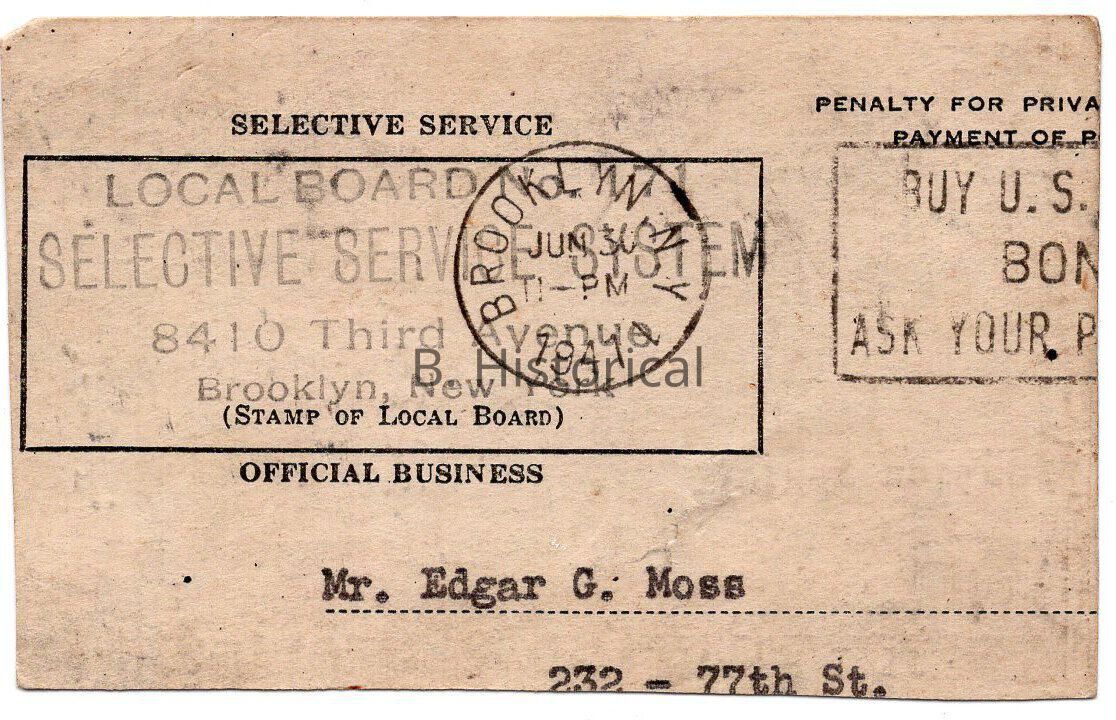 SELECTIVE SERVICE
PENALTY FOR PRIVA
PAYMENT OF P
LOCAL BOARD No. 171
SELECTIVE SERVICE SYSTEM
8410 Third Avenue
Brooklyn, New York
(STAMP OF LOCAL BOARD)
OFFICIAL BUSINESS
BROOKLYN, N.Y.
JUN 30
11-PM
1941
BUY U.S.
BON
ASK YOUR P
B. Historical
Mr. Edgar G. Moss
232 - 77th St.